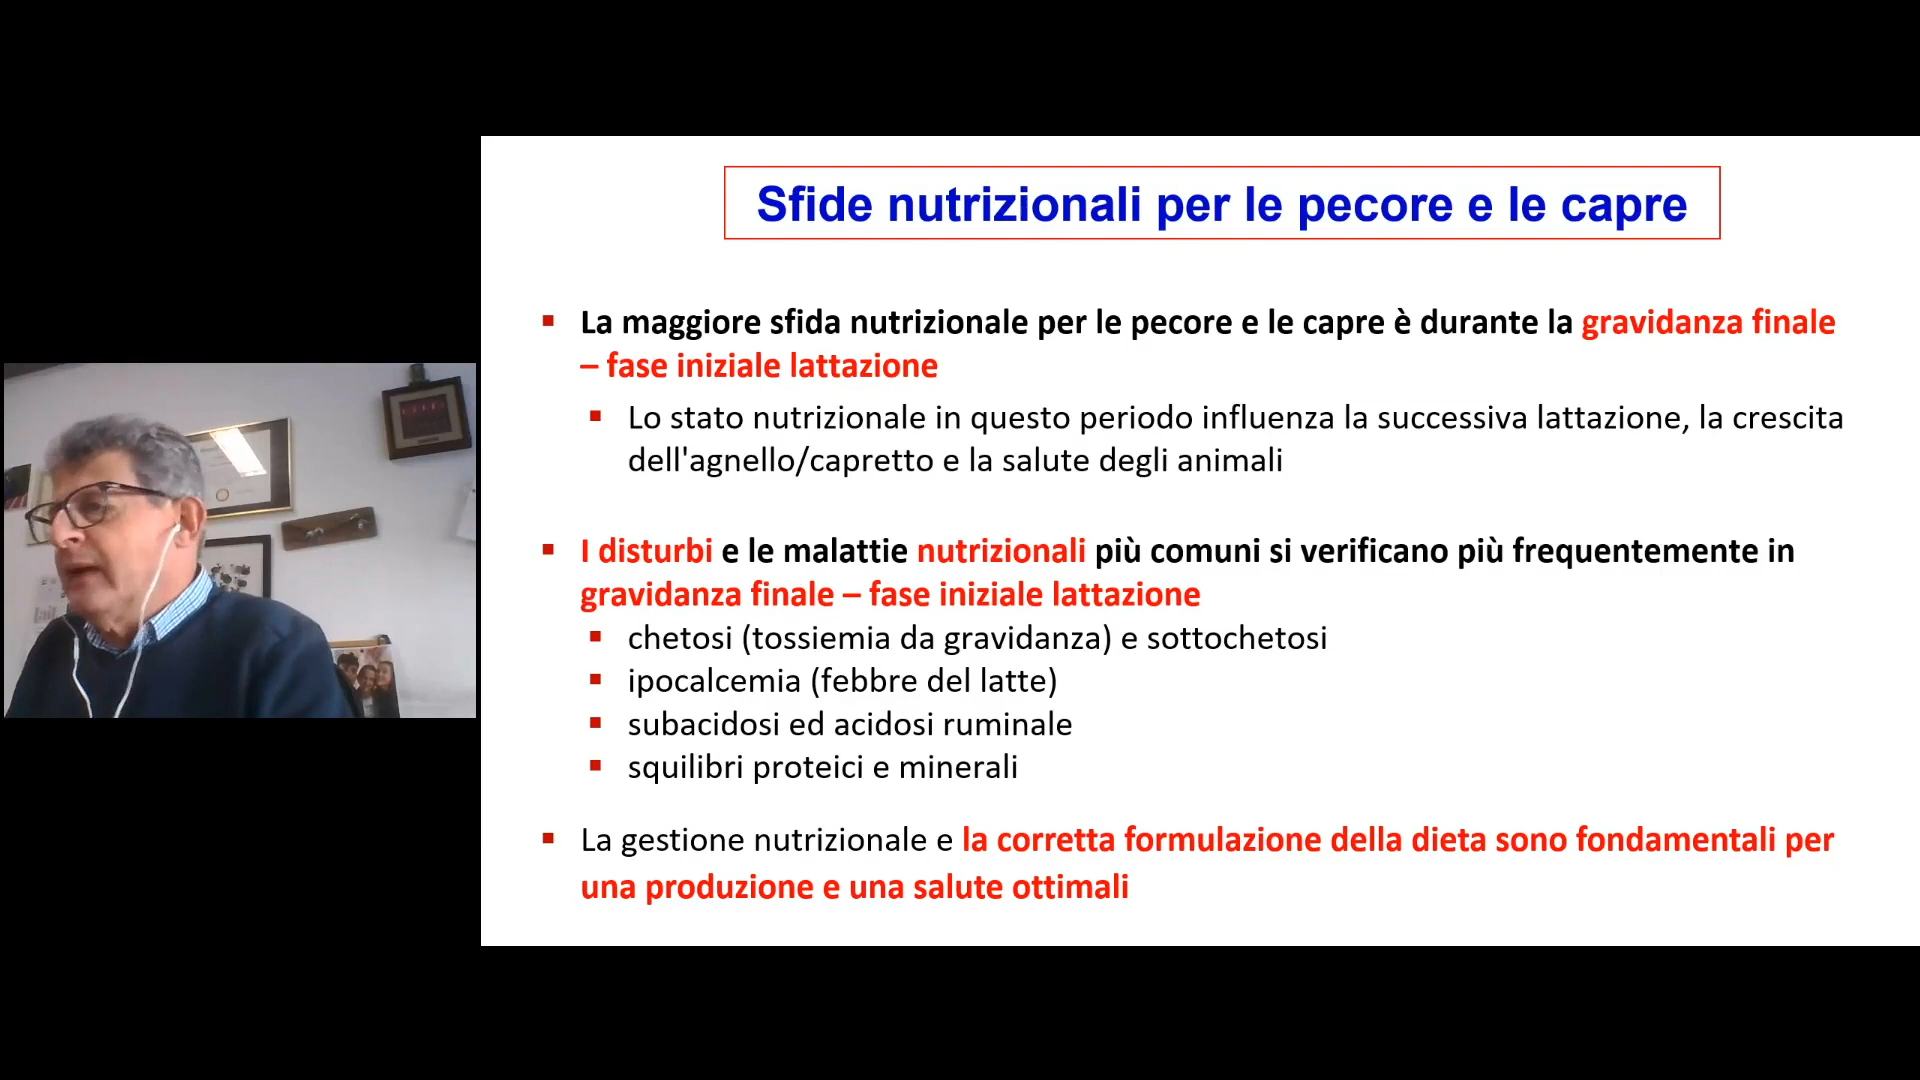 Sfide nutrizionali per le pecore e le capre
La maggiore sfida nutrizionale per le pecore e le capre è durante la gravidanza finale
– fase iniziale lattazione
Lo stato nutrizionale in questo periodo influenza la successiva lattazione, la crescita
dell'agnello/capretto e la salute degli animali
I disturbi e le malattie nutrizionali più comuni si verificano più frequentemente in
gravidanza finale – fase iniziale lattazione
chetosi (tossiemia da gravidanza) e sottochetosi
ipocalcemia (febbre del latte)
subacidosi ed acidosi ruminale
squilibri proteici e minerali
La gestione nutrizionale e la corretta formulazione della dieta sono fondamentali per
una produzione e una salute ottimali